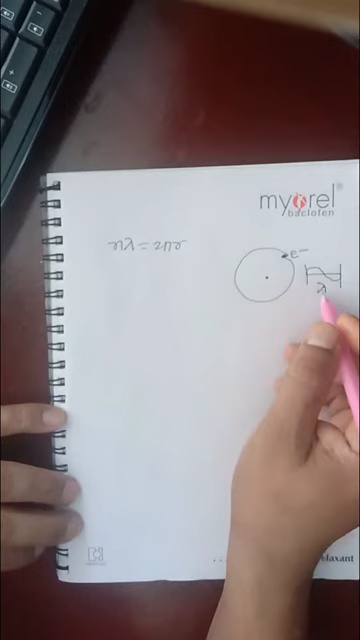 myorel®
baclofen
nλ = 2πr
e⁻
λ
laxant